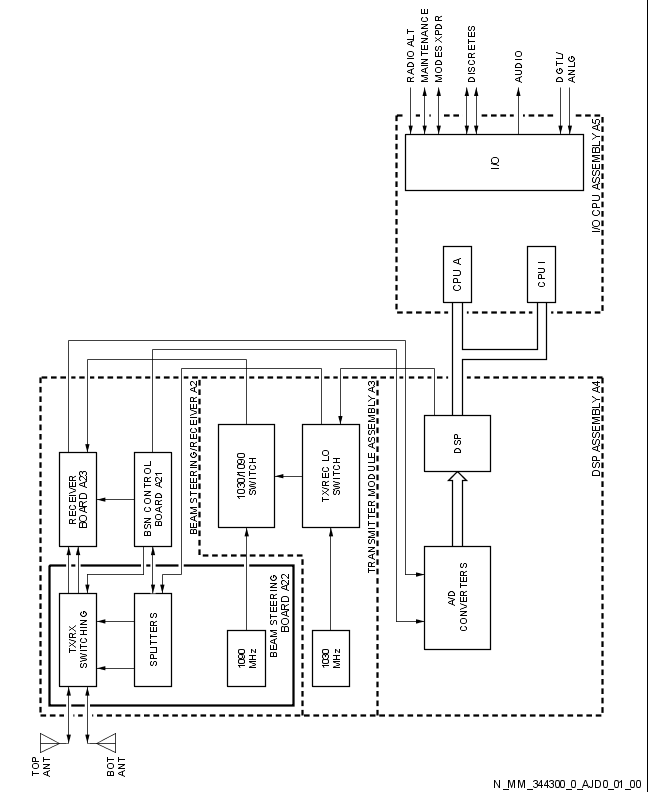 RADIO ALT
MAINTENANCE
MODES XPDR
DISCRETES
AUDIO
DGTL/
ANLG
I/O
I/O CPU ASSEMBLY A5
CPU A
CPU I
BEAM STEERING/RECEIVER A2
TRANSMITTER MODULE ASSEMBLY A3
DSP ASSEMBLY A4
RECEIVER
BOARD A23
BSN CONTROL
BOARD A21
1030/1090
SWITCH
TX/REC LO
SWITCH
DSP
TX/RX
SWITCHING
SPLITTERS
1090
MHz
BEAM STEERING
BOARD A22
1030
MHz
A/D
CONVERTERS
TOP
ANT
BOT
ANT
N_MM_344300_0_AJD0_01_00